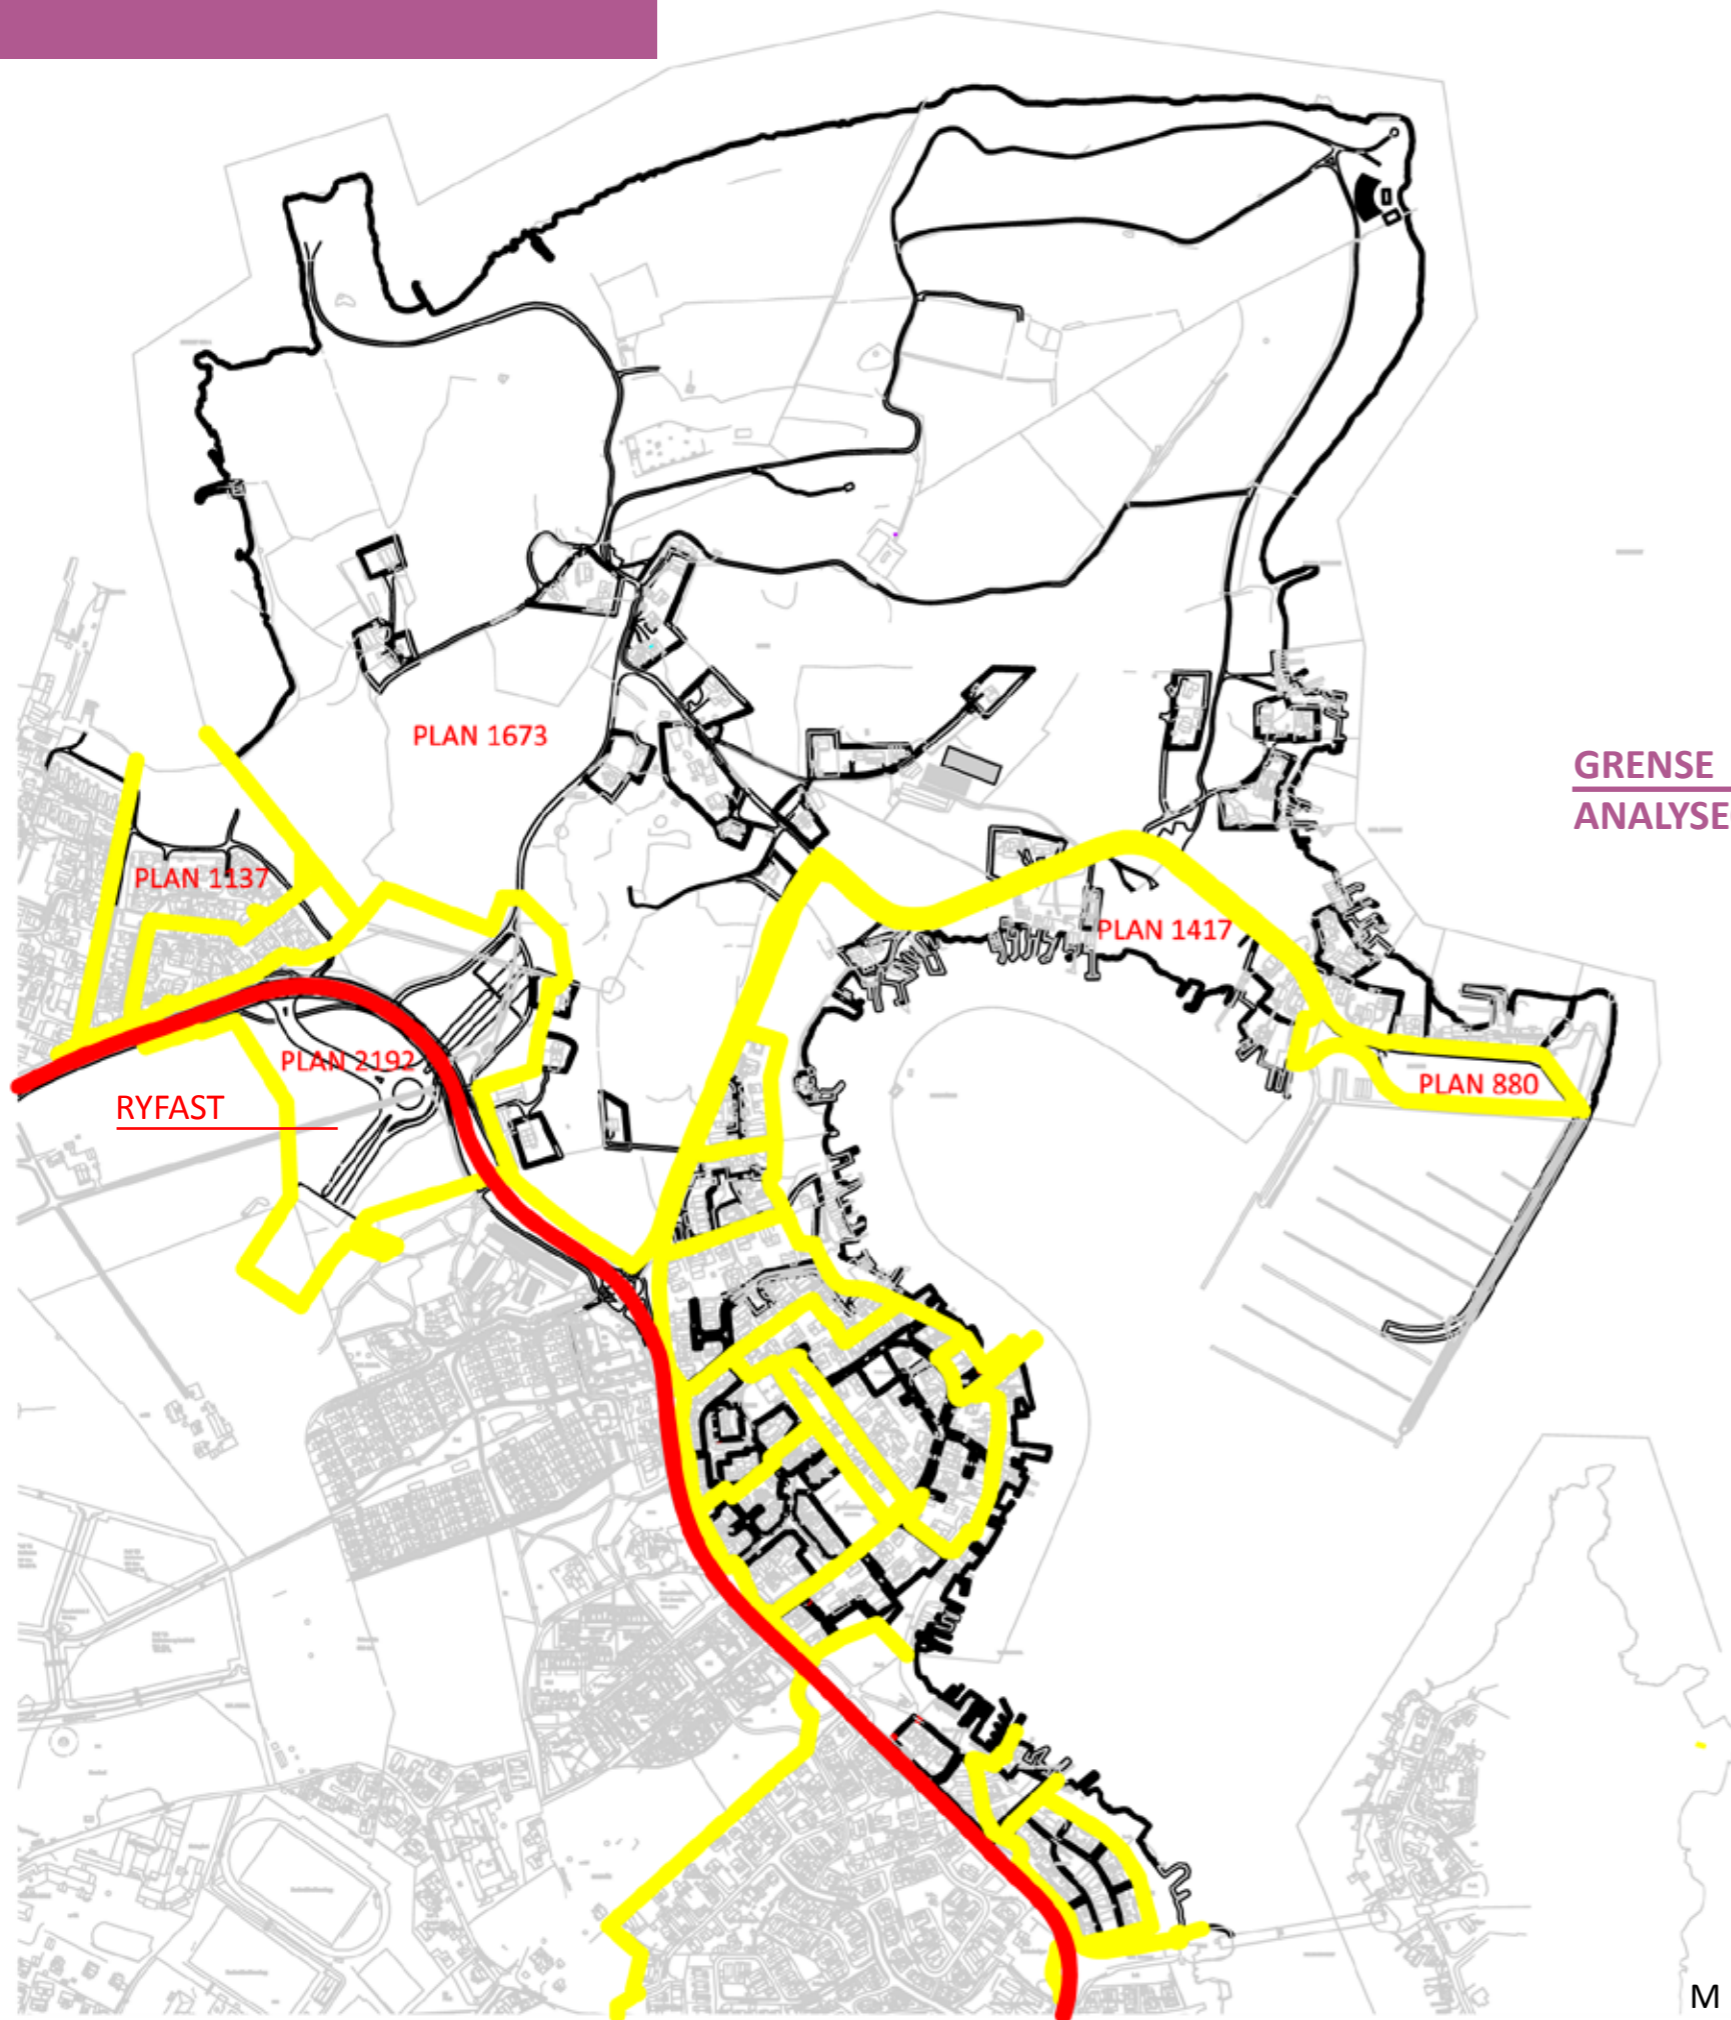 PLAN 1673
GRENSE
ANALYSE
PLAN 1137
PLAN 1417
PLAN 2192
PLAN 880
RYFAST
M